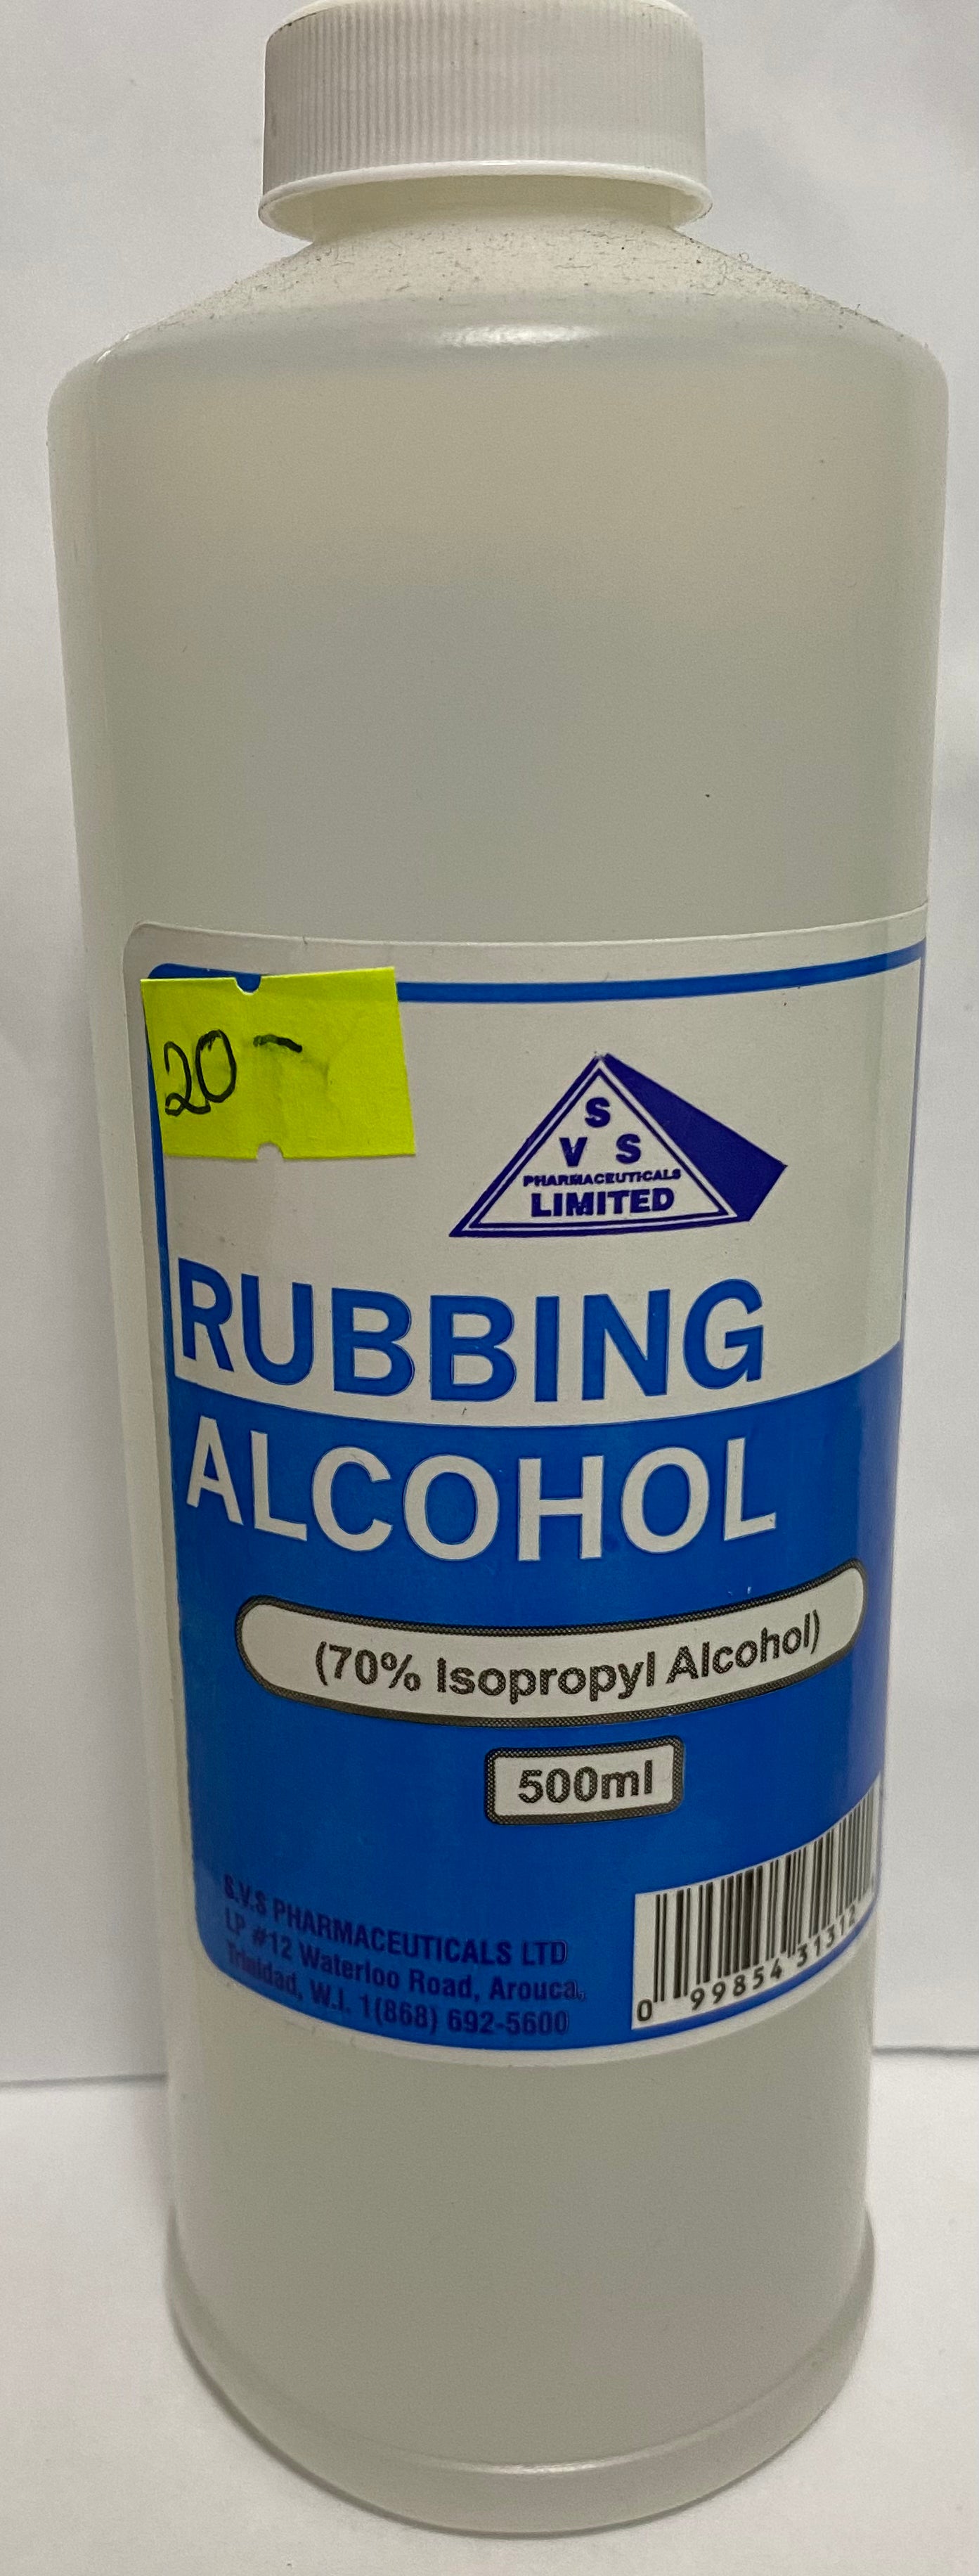 20-
S
V S
PHARMACEUTICALS
LIMITED
RUBBING
ALCOHOL
(70% Isopropyl Alcohol)
500ml
S.V.S PHARMACEUTICALS LTD
LP #12 Waterloo Road, Arouca,
Trinidad, W.I. 1(868) 692-5600
0 99854 31312